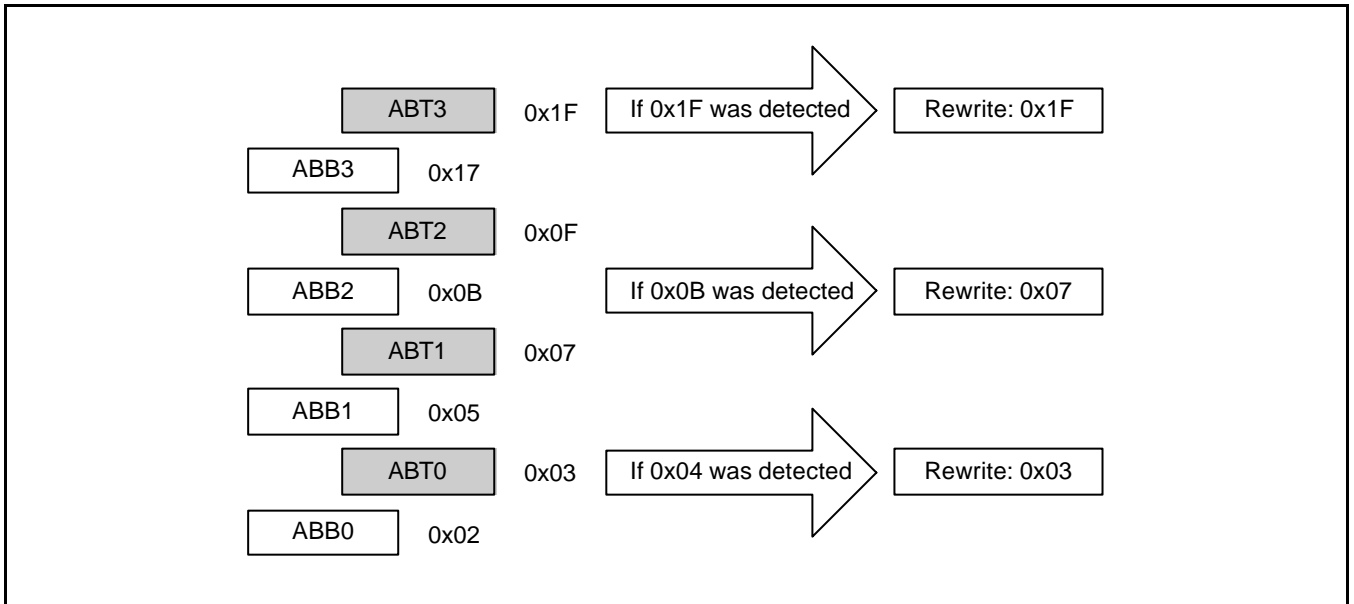 ABT3 0x1F If 0x1F was detected Rewrite: 0x1F
ABB3 0x17
ABT2 0x0F
ABB2 0x0B If 0x0B was detected Rewrite: 0x07
ABT1 0x07
ABB1 0x05
ABT0 0x03 If 0x04 was detected Rewrite: 0x03
ABB0 0x02